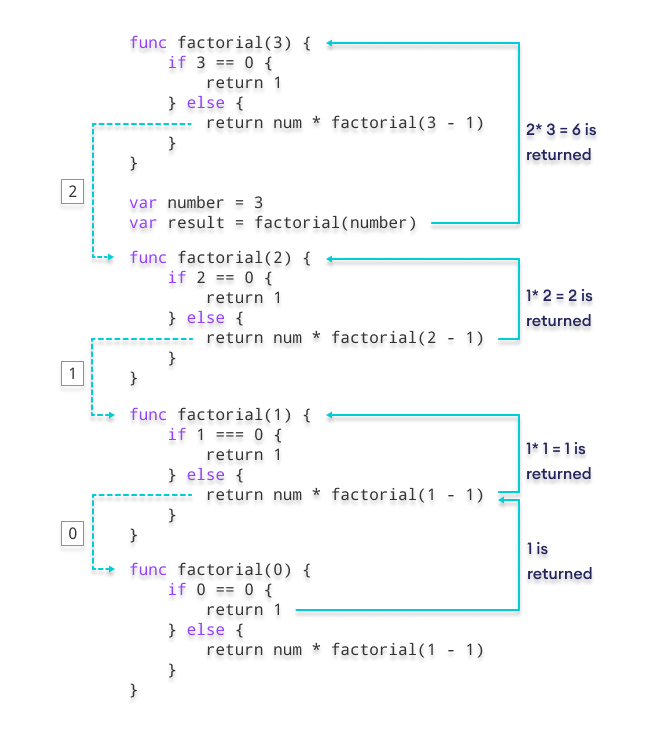 func factorial(3) {
if 3 == 0 {
return 1
} else {
return num * factorial(3 - 1)
}
}
2* 3 = 6 is
returned
2
var number = 3
var result = factorial(number)
func factorial(2) {
if 2 == 0 {
return 1
} else {
return num * factorial(2 - 1)
}
}
1* 2 = 2 is
returned
1
func factorial(1) {
if 1 === 0 {
return 1
} else {
return num * factorial(1 - 1)
}
}
1* 1 = 1 is
returned
0
1 is
returned
func factorial(0) {
if 0 == 0 {
return 1
} else {
return num * factorial(1 - 1)
}
}